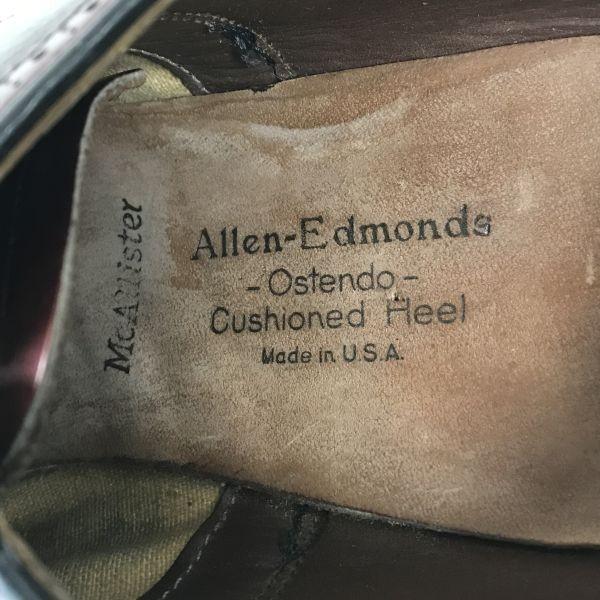 McAllister
Allen-Edmonds
-Ostendo-
Cushioned Heel
Made in U.S.A.